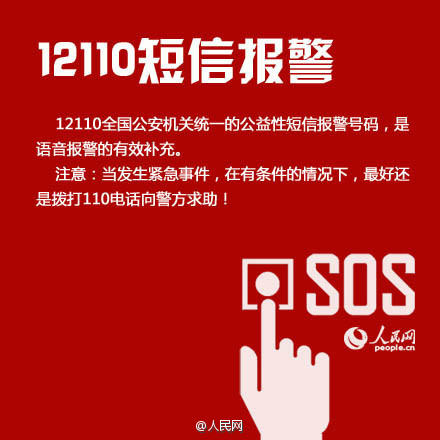 12110短信报警
12110全国公安机关统一的公益性短信报警号码，是
语音报警的有效补充。
注意：当发生紧急事件，在有条件的情况下，最好还
是拨打110电话向警方求助！
SOS
人民网
people.cn
@人民网